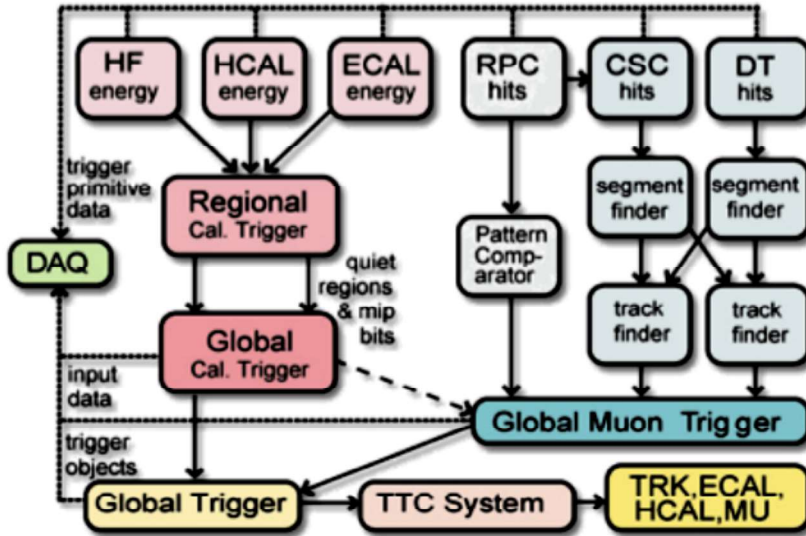 HF
energy
HCAL
energy
ECAL
energy
RPC
hits
CSC
hits
DT
hits
trigger
primitive
data
Regional
Cal. Trigger
segment
finder
segment
finder
DAQ
Pattern
Comp-
arator
quiet
regions
& mip
bits
Global
Cal. Trigger
track
finder
track
finder
input
data
Global Muon Trigger
trigger
objects
Global Trigger
TTC System
TRK,ECAL,
HCAL,MU